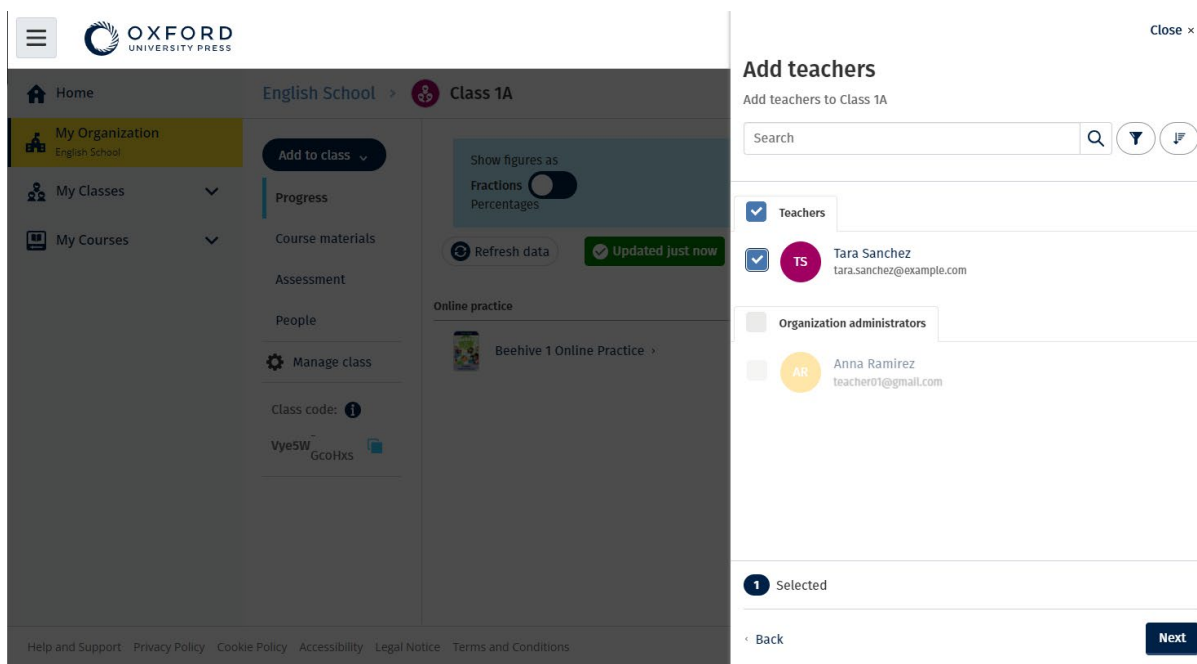 OXFORD
UNIVERSITY PRESS
Home
My Organization
English School
My Classes
My Courses
English School > Class 1A
Add to class
Progress
Course materials
Assessment
People
Manage class
Class code:
Vye5W-GcoHxs
Show figures as
Fractions
Percentages
Refresh data
Updated just now
Online practice
Beehive 1 Online Practice ›
Help and Support Privacy Policy Cookie Policy Accessibility Legal Notice Terms and Conditions
Close ×
Add teachers
Add teachers to Class 1A
Search
Teachers
TS
Tara Sanchez
tara.sanchez@example.com
Organization administrators
AR
Anna Ramirez
teacher01@gmail.com
1 Selected
‹ Back
Next